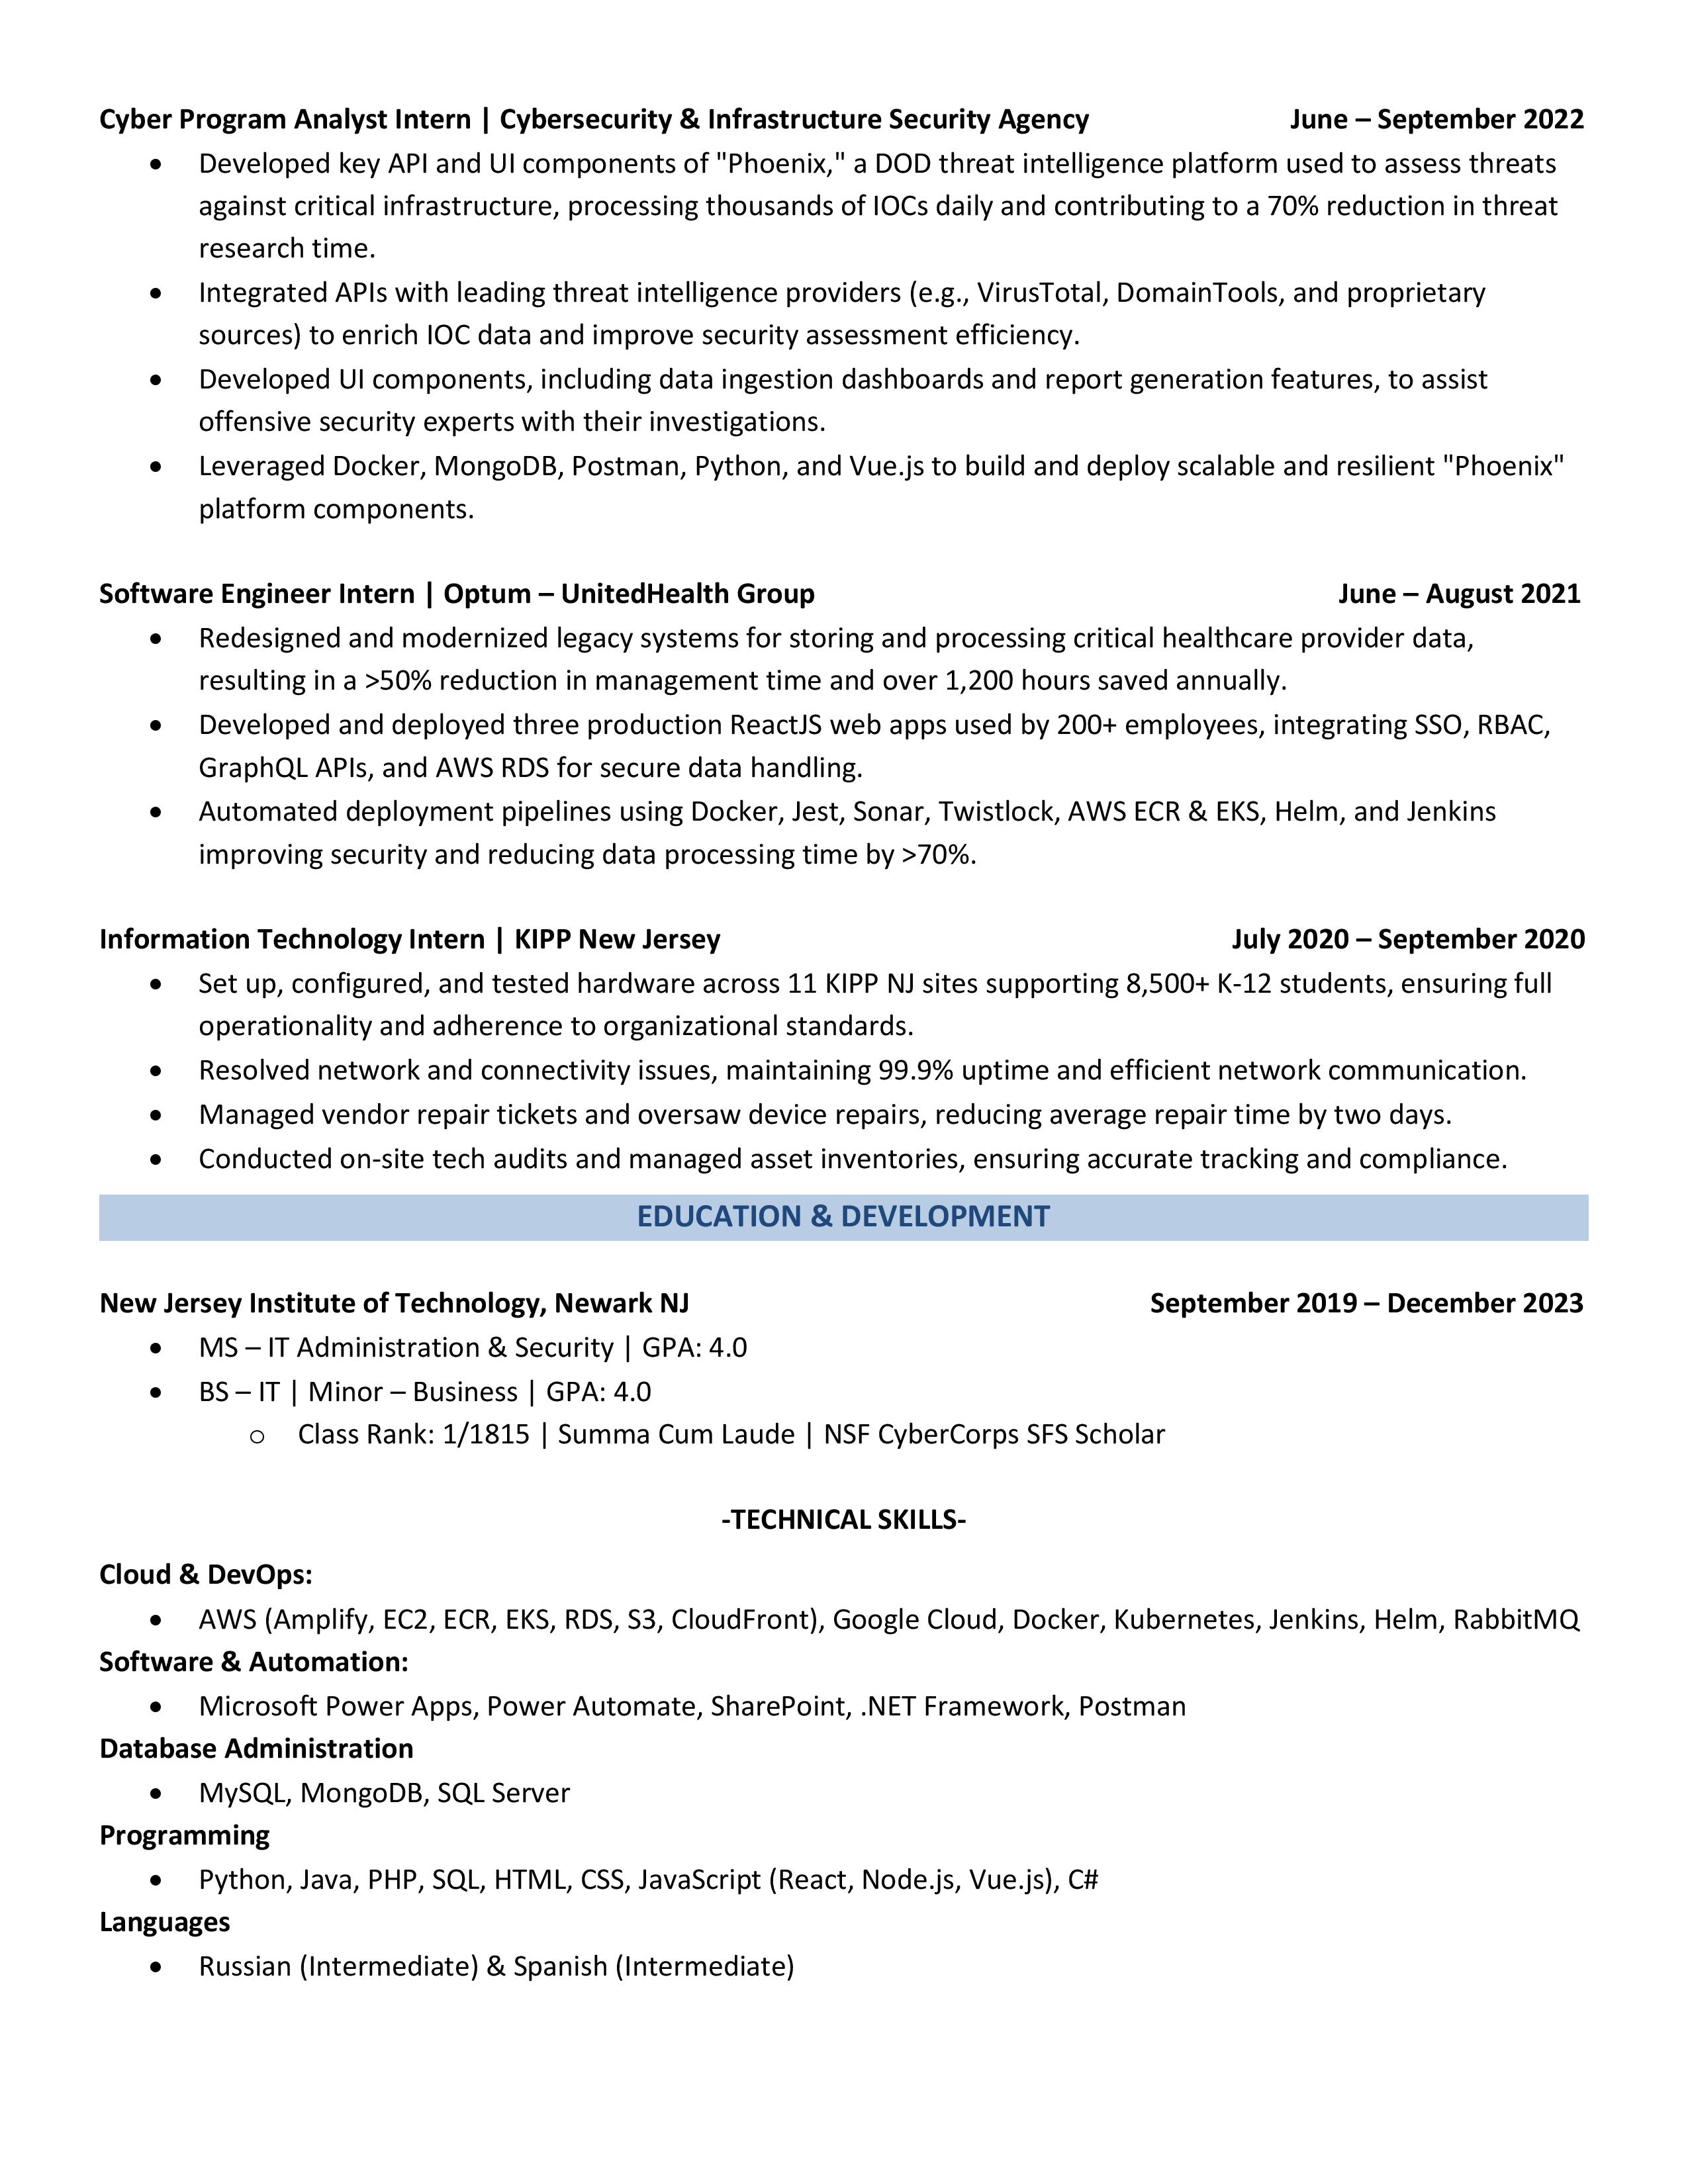 Cyber Program Analyst Intern | Cybersecurity & Infrastructure Security Agency June – September 2022
• Developed key API and UI components of "Phoenix," a DOD threat intelligence platform used to assess threats
against critical infrastructure, processing thousands of IOCs daily and contributing to a 70% reduction in threat
research time.
• Integrated APIs with leading threat intelligence providers (e.g., VirusTotal, DomainTools, and proprietary
sources) to enrich IOC data and improve security assessment efficiency.
• Developed UI components, including data ingestion dashboards and report generation features, to assist
offensive security experts with their investigations.
• Leveraged Docker, MongoDB, Postman, Python, and Vue.js to build and deploy scalable and resilient "Phoenix"
platform components.
Software Engineer Intern | Optum – UnitedHealth Group June – August 2021
• Redesigned and modernized legacy systems for storing and processing critical healthcare provider data,
resulting in a >50% reduction in management time and over 1,200 hours saved annually.
• Developed and deployed three production ReactJS web apps used by 200+ employees, integrating SSO, RBAC,
GraphQL APIs, and AWS RDS for secure data handling.
• Automated deployment pipelines using Docker, Jest, Sonar, Twistlock, AWS ECR & EKS, Helm, and Jenkins
improving security and reducing data processing time by >70%.
Information Technology Intern | KIPP New Jersey July 2020 – September 2020
• Set up, configured, and tested hardware across 11 KIPP NJ sites supporting 8,500+ K-12 students, ensuring full
operationality and adherence to organizational standards.
• Resolved network and connectivity issues, maintaining 99.9% uptime and efficient network communication.
• Managed vendor repair tickets and oversaw device repairs, reducing average repair time by two days.
• Conducted on-site tech audits and managed asset inventories, ensuring accurate tracking and compliance.
EDUCATION & DEVELOPMENT
New Jersey Institute of Technology, Newark NJ September 2019 – December 2023
• MS – IT Administration & Security | GPA: 4.0
• BS – IT | Minor – Business | GPA: 4.0
o Class Rank: 1/1815 | Summa Cum Laude | NSF CyberCorps SFS Scholar
-TECHNICAL SKILLS-
Cloud & DevOps:
• AWS (Amplify, EC2, ECR, EKS, RDS, S3, CloudFront), Google Cloud, Docker, Kubernetes, Jenkins, Helm, RabbitMQ
Software & Automation:
• Microsoft Power Apps, Power Automate, SharePoint, .NET Framework, Postman
Database Administration
• MySQL, MongoDB, SQL Server
Programming
• Python, Java, PHP, SQL, HTML, CSS, JavaScript (React, Node.js, Vue.js), C#
Languages
• Russian (Intermediate) & Spanish (Intermediate)